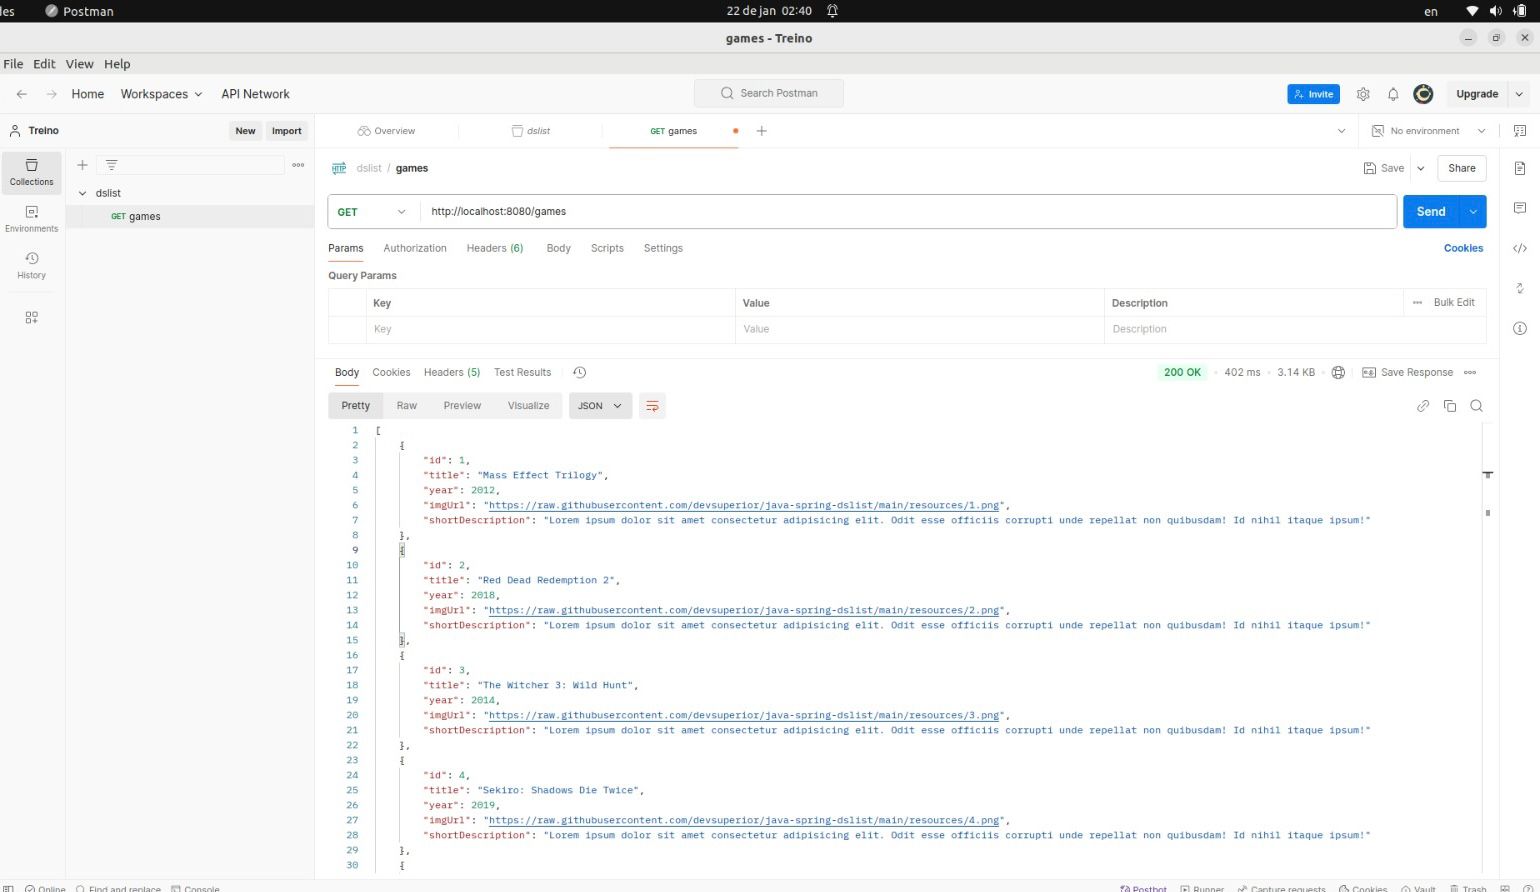 des Postman 22 de jan 02:40 en
games - Treino
File Edit View Help
Home Workspaces API Network Search Postman Invite Upgrade
Treino New Import Overview dslist GET games No environment
Collections
Environments
History
dslist
GET games
HTTP dslist / games Save Share
GET http://localhost:8080/games Send
Params Authorization Headers (6) Body Scripts Settings Cookies
Query Params
Key Value Description Bulk Edit
Key Value Description
Body Cookies Headers (5) Test Results 200 OK 402 ms 3.14 KB Save Response
Pretty Raw Preview Visualize JSON
1 [
2 {
3 "id": 1,
4 "title": "Mass Effect Trilogy",
5 "year": 2012,
6 "imgUrl": "https://raw.githubusercontent.com/devsuperior/java-spring-dslist/main/resources/1.png",
7 "shortDescription": "Lorem ipsum dolor sit amet consectetur adipisicing elit. Odit esse officiis corrupti unde repellat non quibusdam! Id nihil itaque ipsum!"
8 },
9 {
10 "id": 2,
11 "title": "Red Dead Redemption 2",
12 "year": 2018,
13 "imgUrl": "https://raw.githubusercontent.com/devsuperior/java-spring-dslist/main/resources/2.png",
14 "shortDescription": "Lorem ipsum dolor sit amet consectetur adipisicing elit. Odit esse officiis corrupti unde repellat non quibusdam! Id nihil itaque ipsum!"
15 },
16 {
17 "id": 3,
18 "title": "The Witcher 3: Wild Hunt",
19 "year": 2014,
20 "imgUrl": "https://raw.githubusercontent.com/devsuperior/java-spring-dslist/main/resources/3.png",
21 "shortDescription": "Lorem ipsum dolor sit amet consectetur adipisicing elit. Odit esse officiis corrupti unde repellat non quibusdam! Id nihil itaque ipsum!"
22 },
23 {
24 "id": 4,
25 "title": "Sekiro: Shadows Die Twice",
26 "year": 2019,
27 "imgUrl": "https://raw.githubusercontent.com/devsuperior/java-spring-dslist/main/resources/4.png",
28 "shortDescription": "Lorem ipsum dolor sit amet consectetur adipisicing elit. Odit esse officiis corrupti unde repellat non quibusdam! Id nihil itaque ipsum!"
29 },
30 {
Online Find and replace Console Postbot Runner Capture requests Cookies Vault Trash